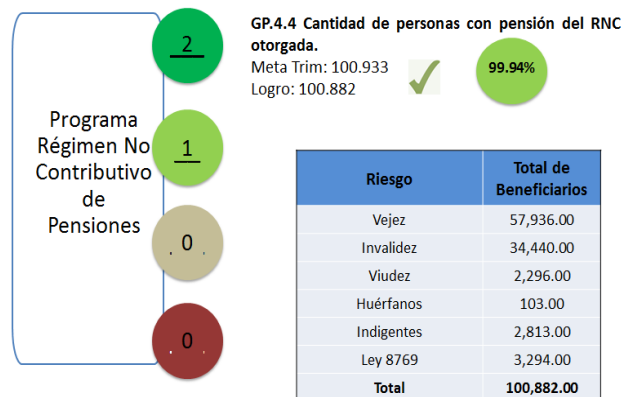 Programa
Régimen No
Contributivo
de
Pensiones
2
1
0
0
GP.4.4 Cantidad de personas con pensión del RNC
otorgada.
Meta Trim: 100.933
Logro: 100.882
99.94%
Riesgo Total de Beneficiarios
Vejez 57,936.00
Invalidez 34,440.00
Viudez 2,296.00
Huérfanos 103.00
Indigentes 2,813.00
Ley 8769 3,294.00
Total 100,882.00